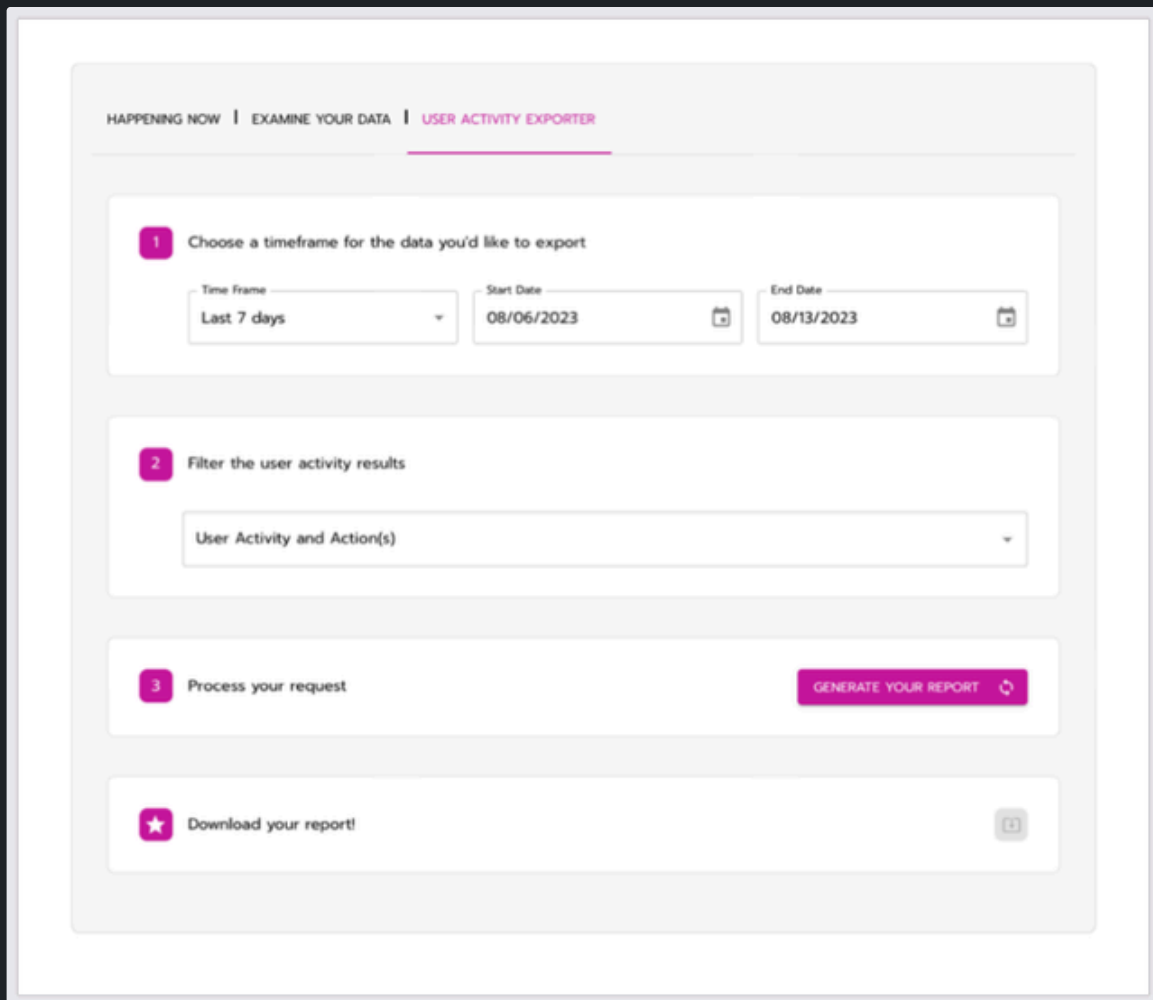 HAPPENING NOW | EXAMINE YOUR DATA | USER ACTIVITY EXPORTER
1 Choose a timeframe for the data you'd like to export
Time Frame Start Date End Date
Last 7 days 08/06/2023 08/13/2023
2 Filter the user activity results
User Activity and Action(s)
3 Process your request GENERATE YOUR REPORT
Download your report!